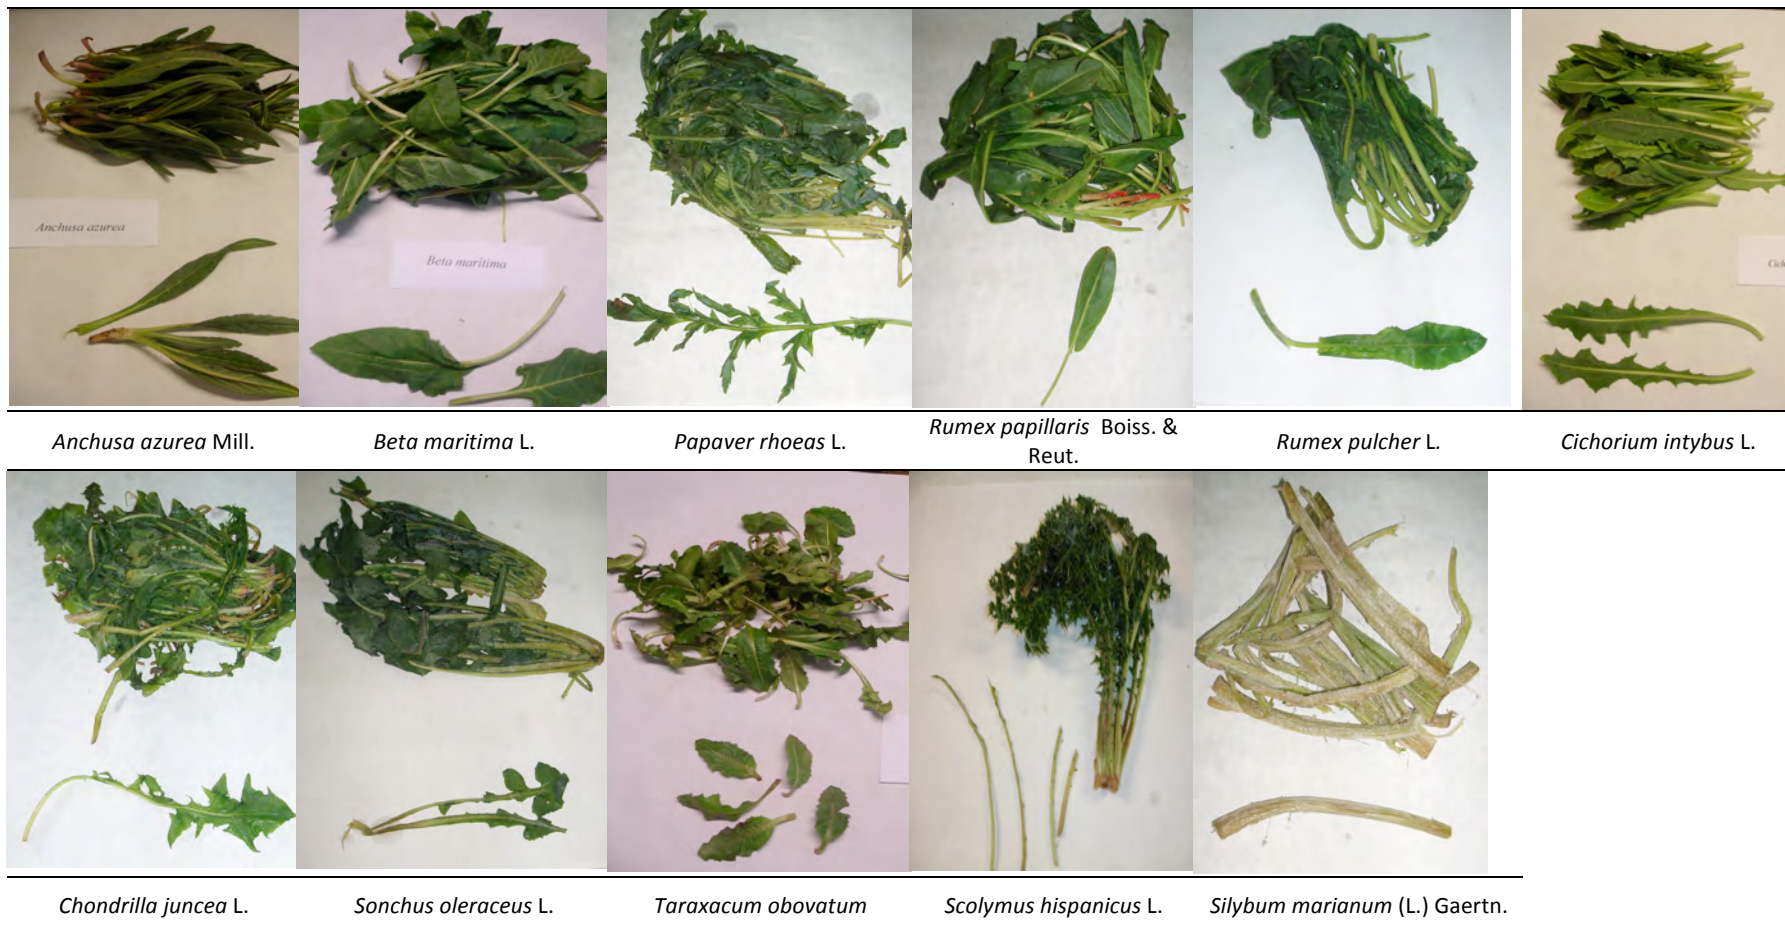 Anchusa azurea
Beta maritima
Cich
Anchusa azurea Mill.
Beta maritima L.
Papaver rhoeas L.
Rumex papillaris Boiss. &
Reut.
Rumex pulcher L.
Cichorium intybus L.
Chondrilla juncea L.
Sonchus oleraceus L.
Taraxacum obovatum
Scolymus hispanicus L.
Silybum marianum (L.) Gaertn.